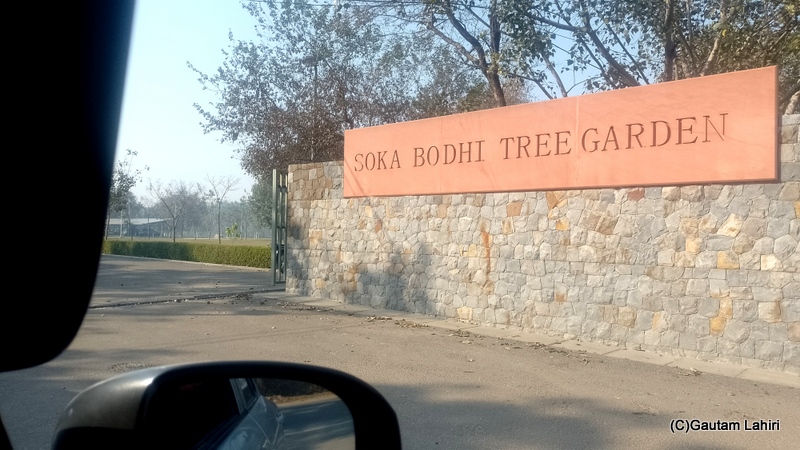 SOKA BODHI TREE GARDEN
(C)Gautam Lahiri